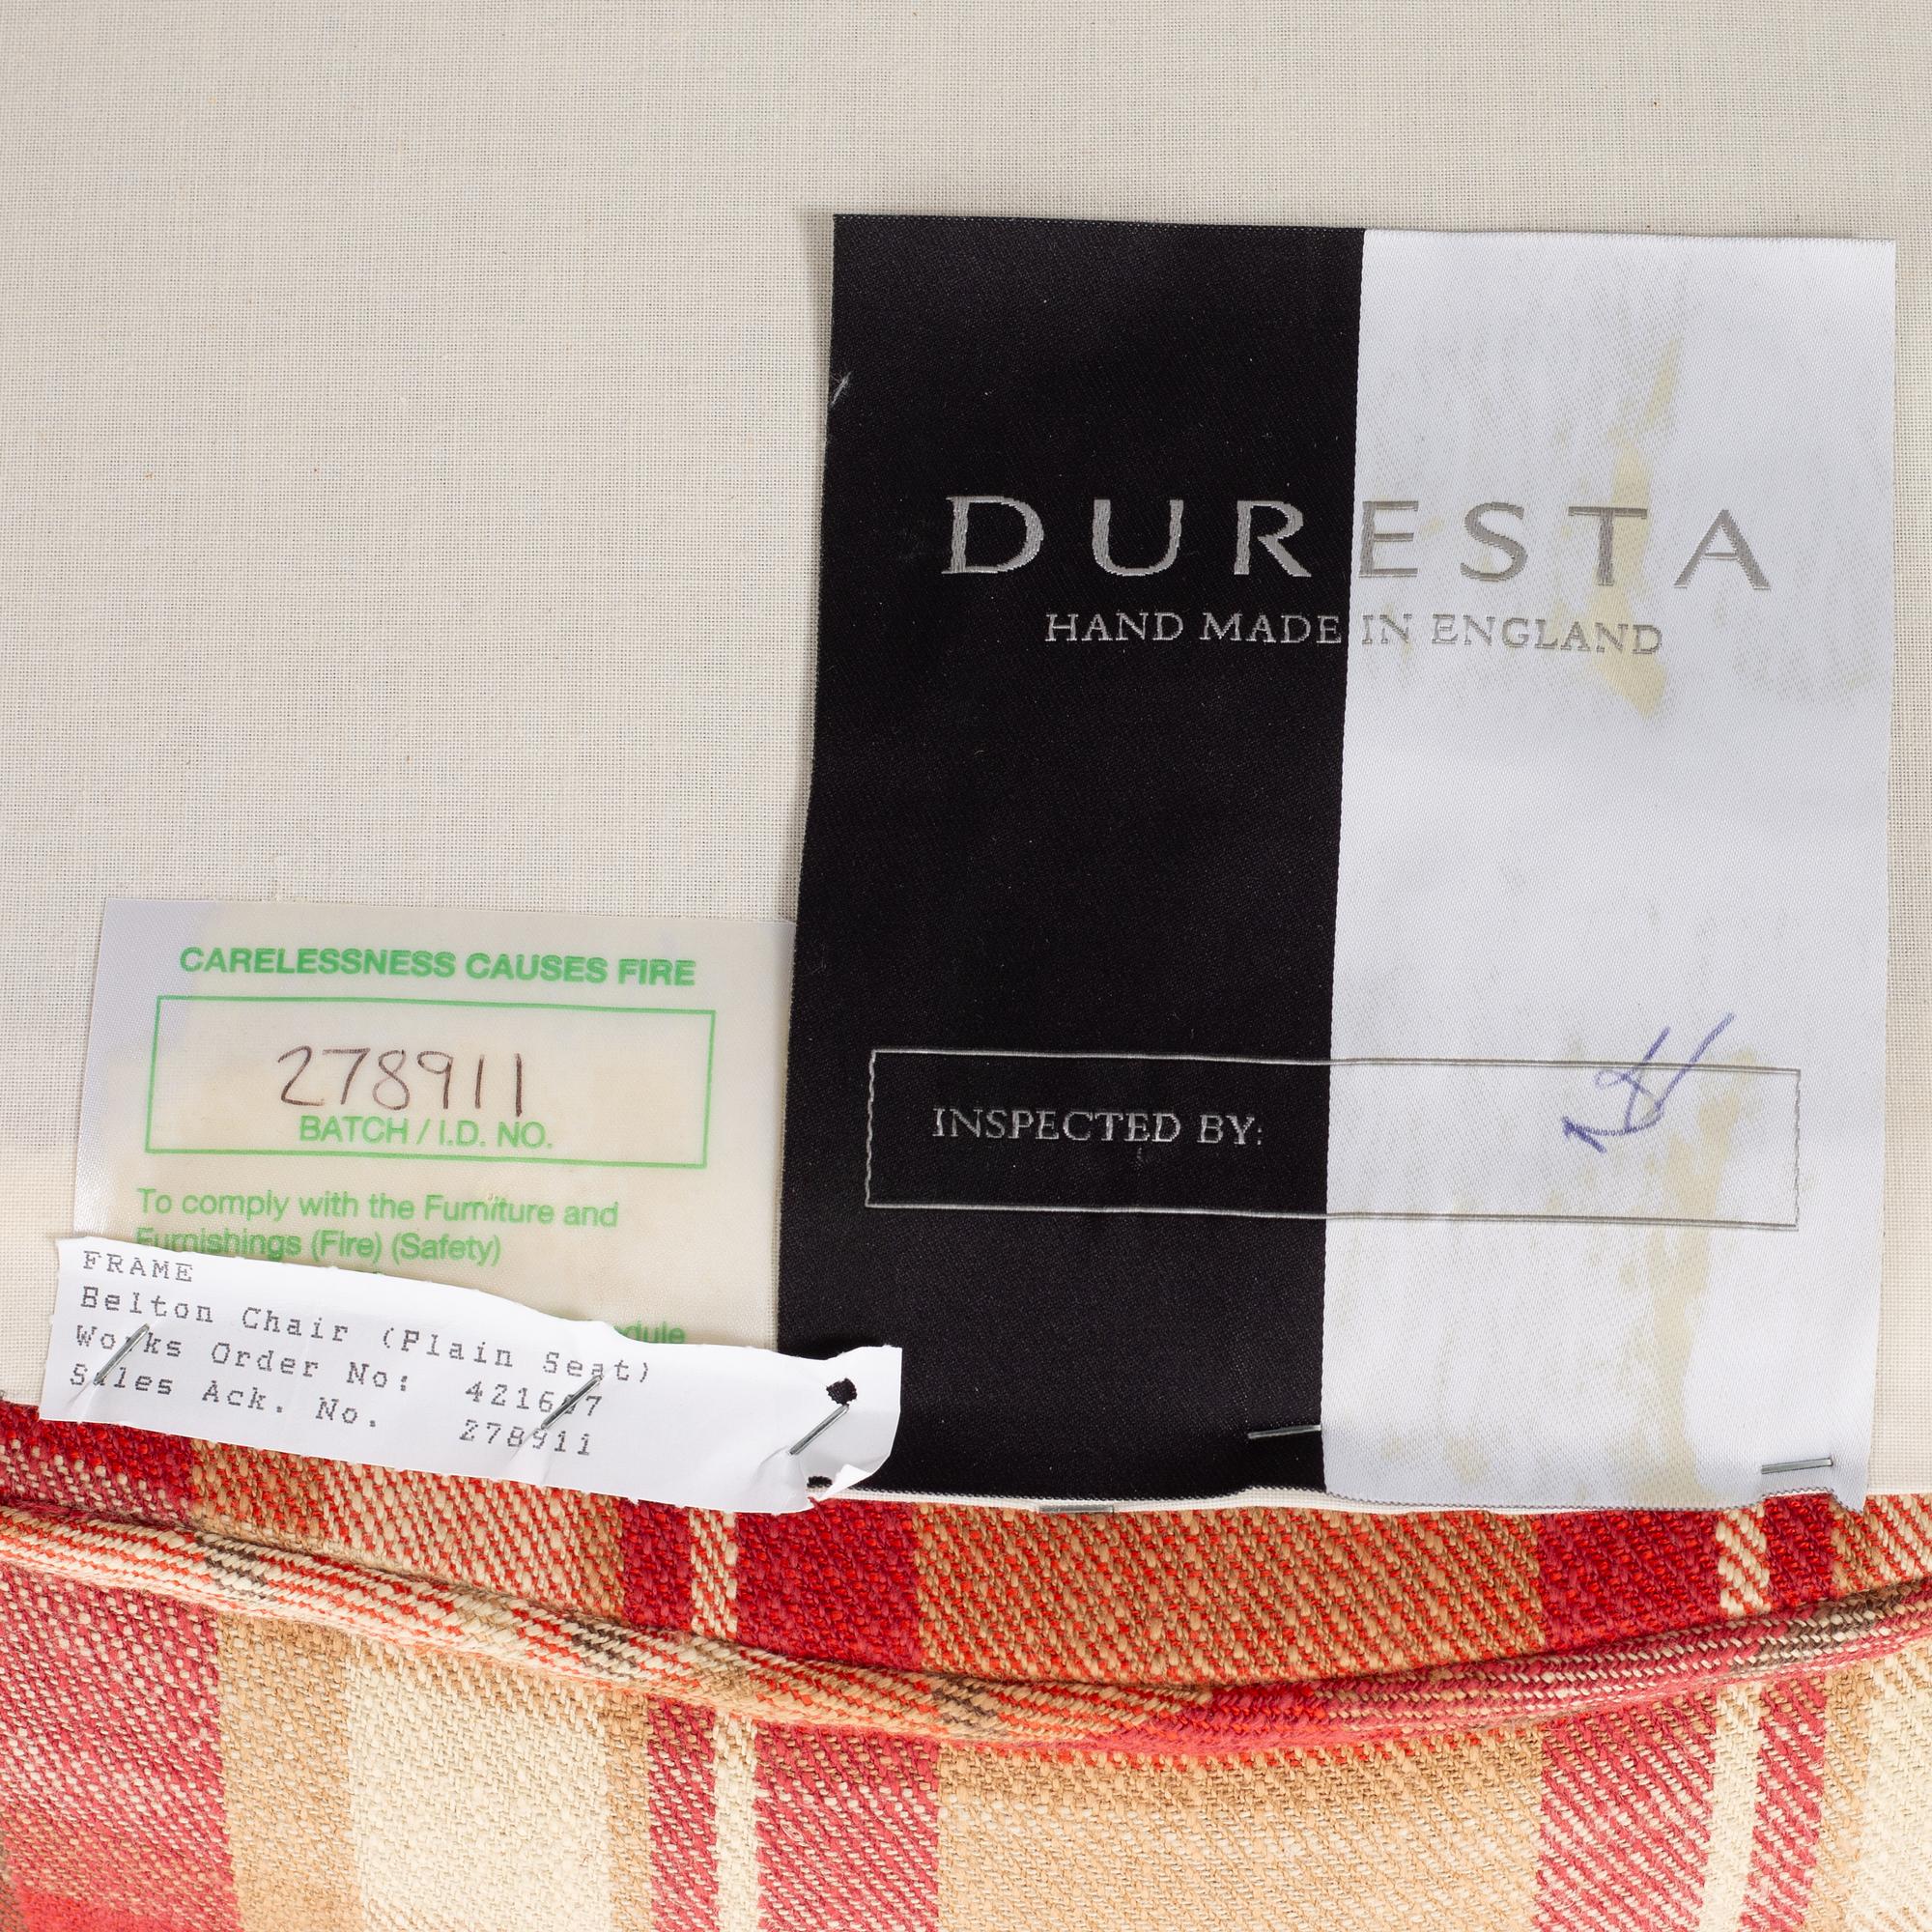 DURESTA
HAND MADE IN ENGLAND
INSPECTED BY:
CARELESSNESS CAUSES FIRE
278911
BATCH / I.D. NO.
To comply with the Furniture and
Furnishings (Fire) (Safety)
FRAME
Belton Chair (Plain Seat)
Works Order No:
Sales Ack. No. 278911